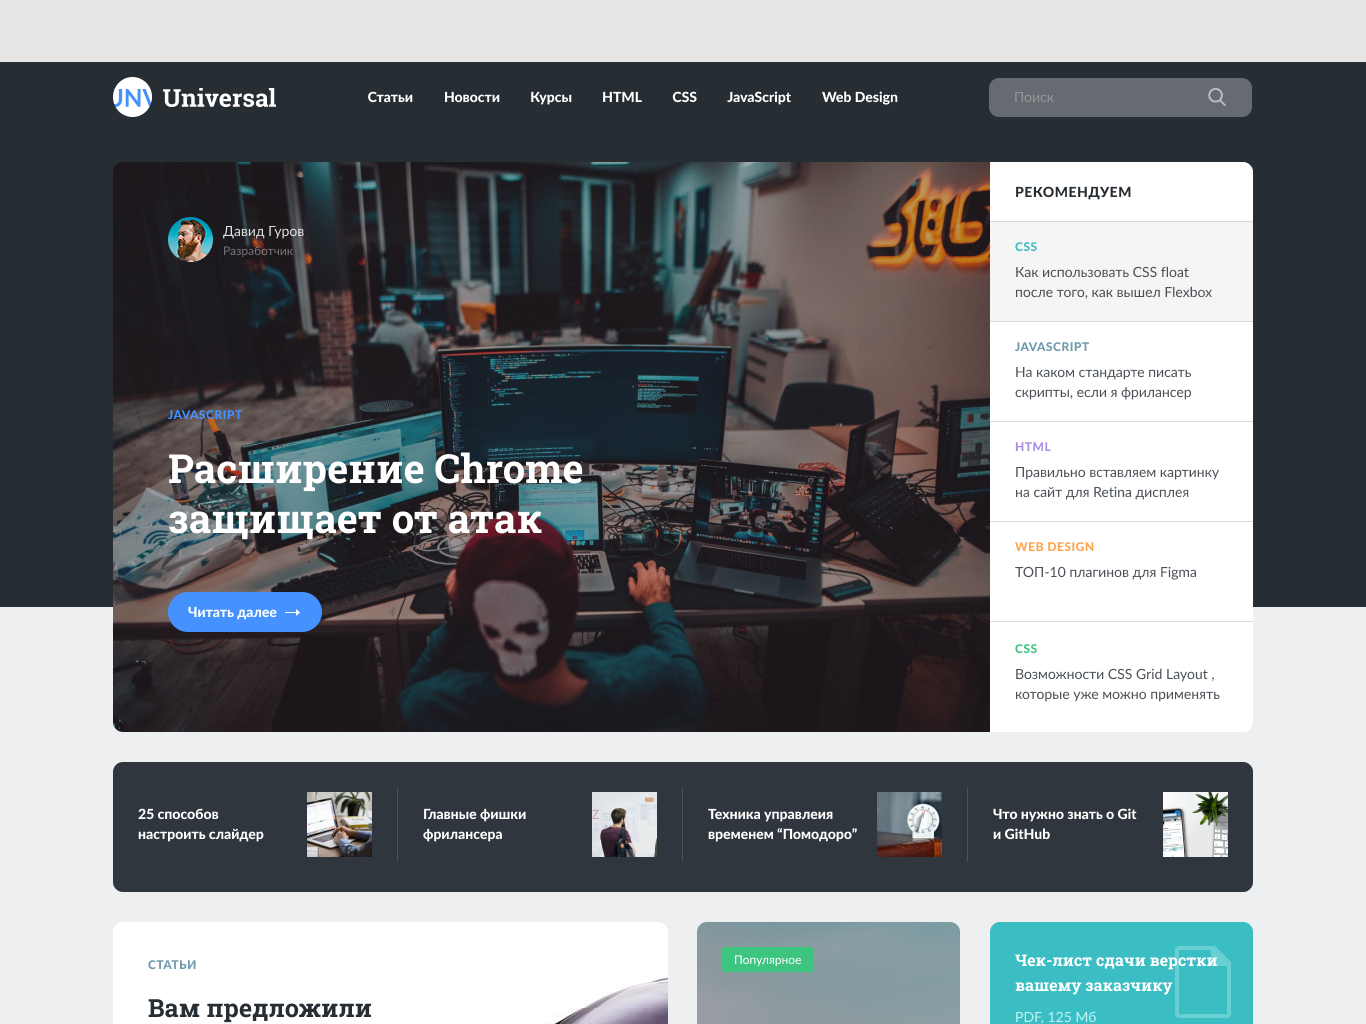 UNV Universal
Статьи Новости Курсы HTML CSS JavaScript Web Design
Поиск
Давид Гуров
Разработчик
JAVASCRIPT
Расширение Chrome
защищает от атак
Читать далее
РЕКОМЕНДУЕМ
CSS
Как использовать CSS float
после того, как вышел Flexbox
JAVASCRIPT
На каком стандарте писать
скрипты, если я фрилансер
HTML
Правильно вставляем картинку
на сайт для Retina дисплея
WEB DESIGN
ТОП-10 плагинов для Figma
CSS
Возможности CSS Grid Layout ,
которые уже можно применять
25 способов
настроить слайдер
Главные фишки
фрилансера
Техника управлеия
временем “Помодоро”
Что нужно знать о Git
и GitHub
СТАТЬИ
Вам предложили
Популярное
Чек-лист сдачи верстки
вашему заказчику
PDF, 125 Мб